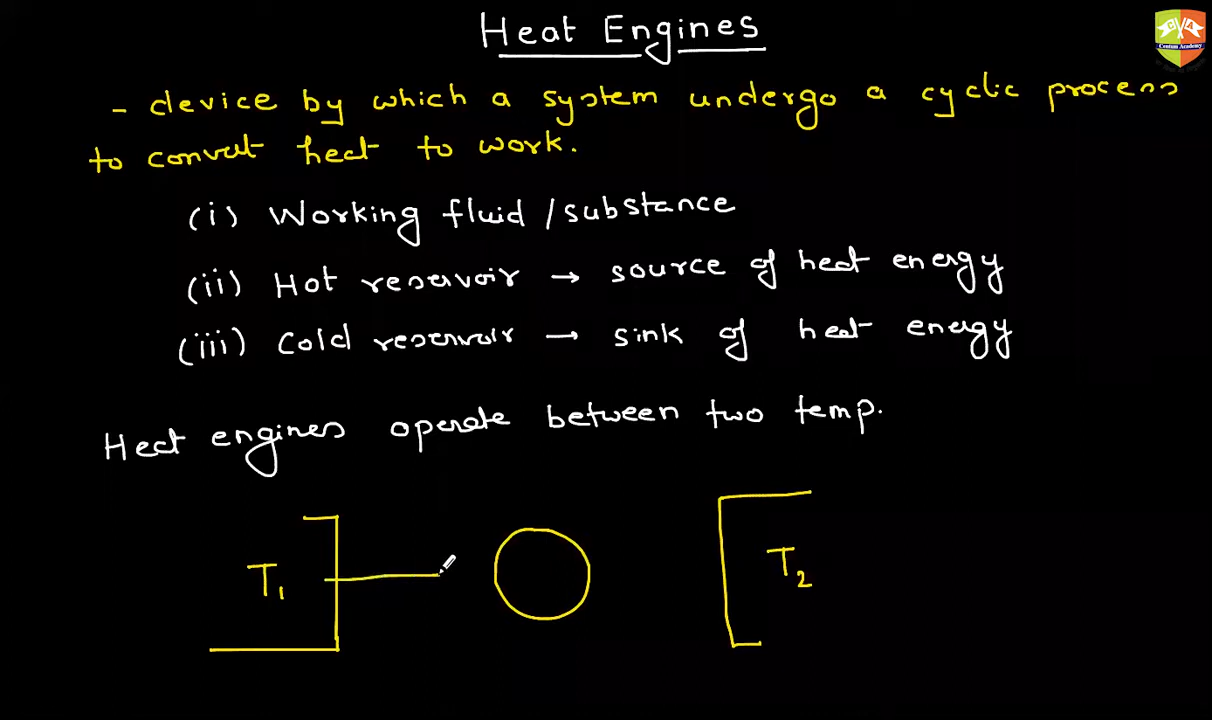 Heat Engines
Centum Academy
- device by which a system undergo a cyclic process
to convert heat to work.
(i) Working fluid / substance
(ii) Hot reservoir → source of heat energy
(iii) Cold reservoir → sink of heat energy
Heat engines operate between two temp.
T₁
T₂